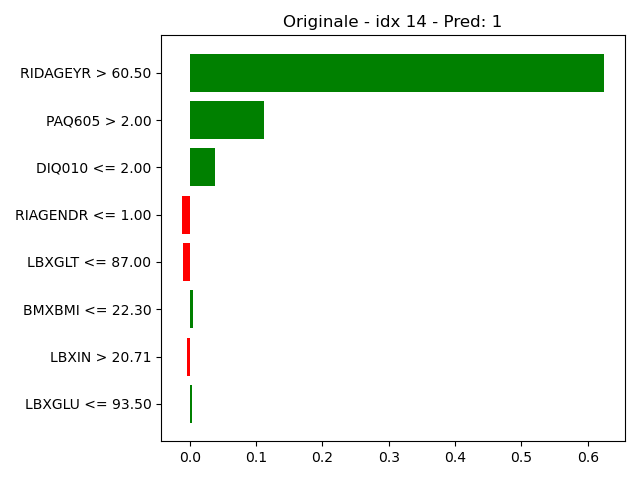 Originale - idx 14 - Pred: 1
RIDAGEYR > 60.50
PAQ605 > 2.00
DIQ010 <= 2.00
RIAGENDR <= 1.00
LBXGLT <= 87.00
BMXBMI <= 22.30
LBXIN > 20.71
LBXGLU <= 93.50
0.0 0.1 0.2 0.3 0.4 0.5 0.6